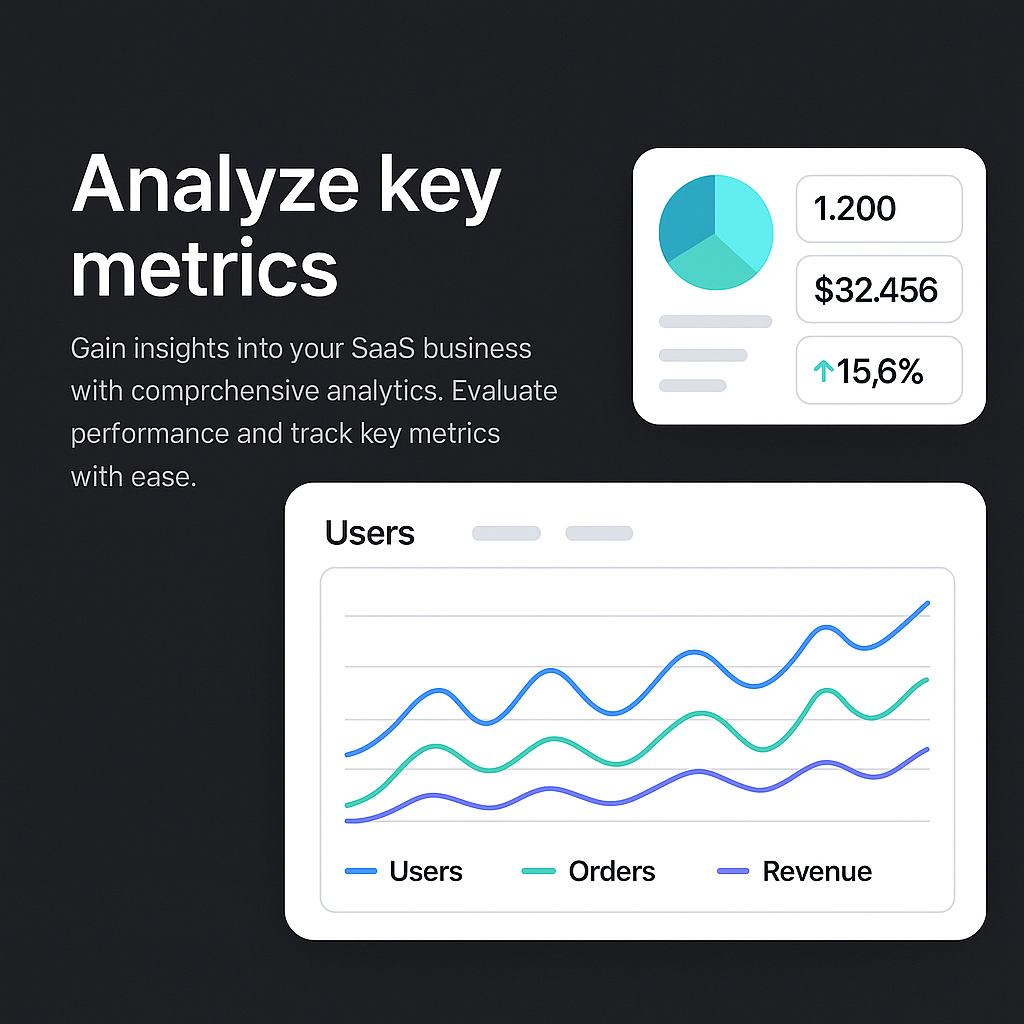 Analyze key
metrics
Gain insights into your SaaS business
with comprchensive analytics. Evaluate
performance and track key metrics
with ease.
1.200
$32.456
↑15,6%
Users
Users
Orders
Revenue